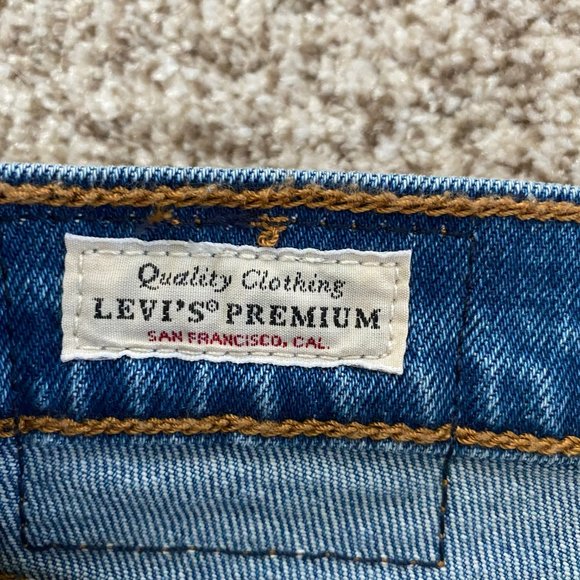 Quality Clothing
LEVI'S® PREMIUM
SAN FRANCISCO, CAL.